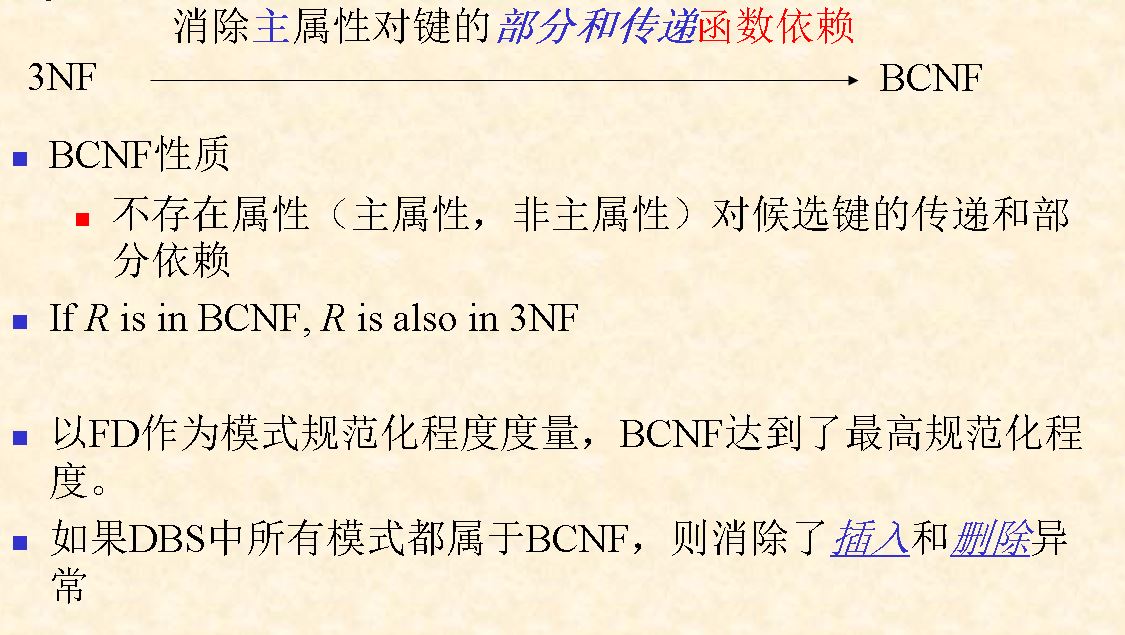 消除主属性对键的部分和传递函数依赖
3NF BCNF
BCNF性质
不存在属性（主属性，非主属性）对候选键的传递和部
分依赖
If R is in BCNF, R is also in 3NF
以FD作为模式规范化程度度量，BCNF达到了最高规范化程
度。
如果DBS中所有模式都属于BCNF，则消除了插入和删除异
常